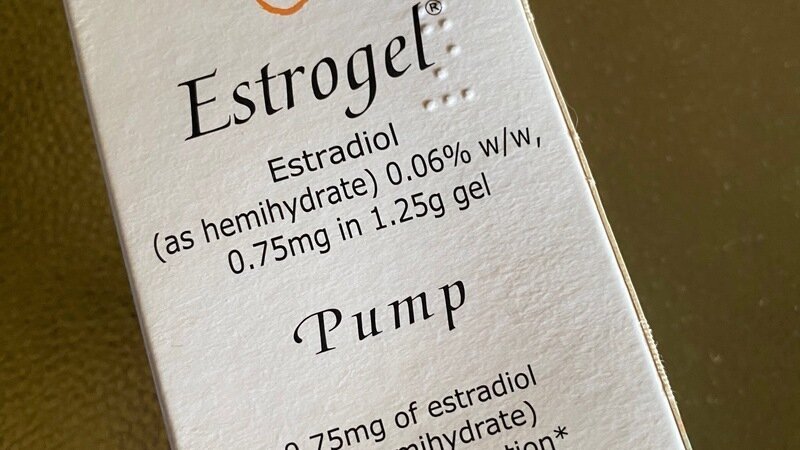 Estrogel®
Estradiol
(as hemihydrate) 0.06% w/w,
0.75mg in 1.25g gel
Pump
0.75mg of estradiol